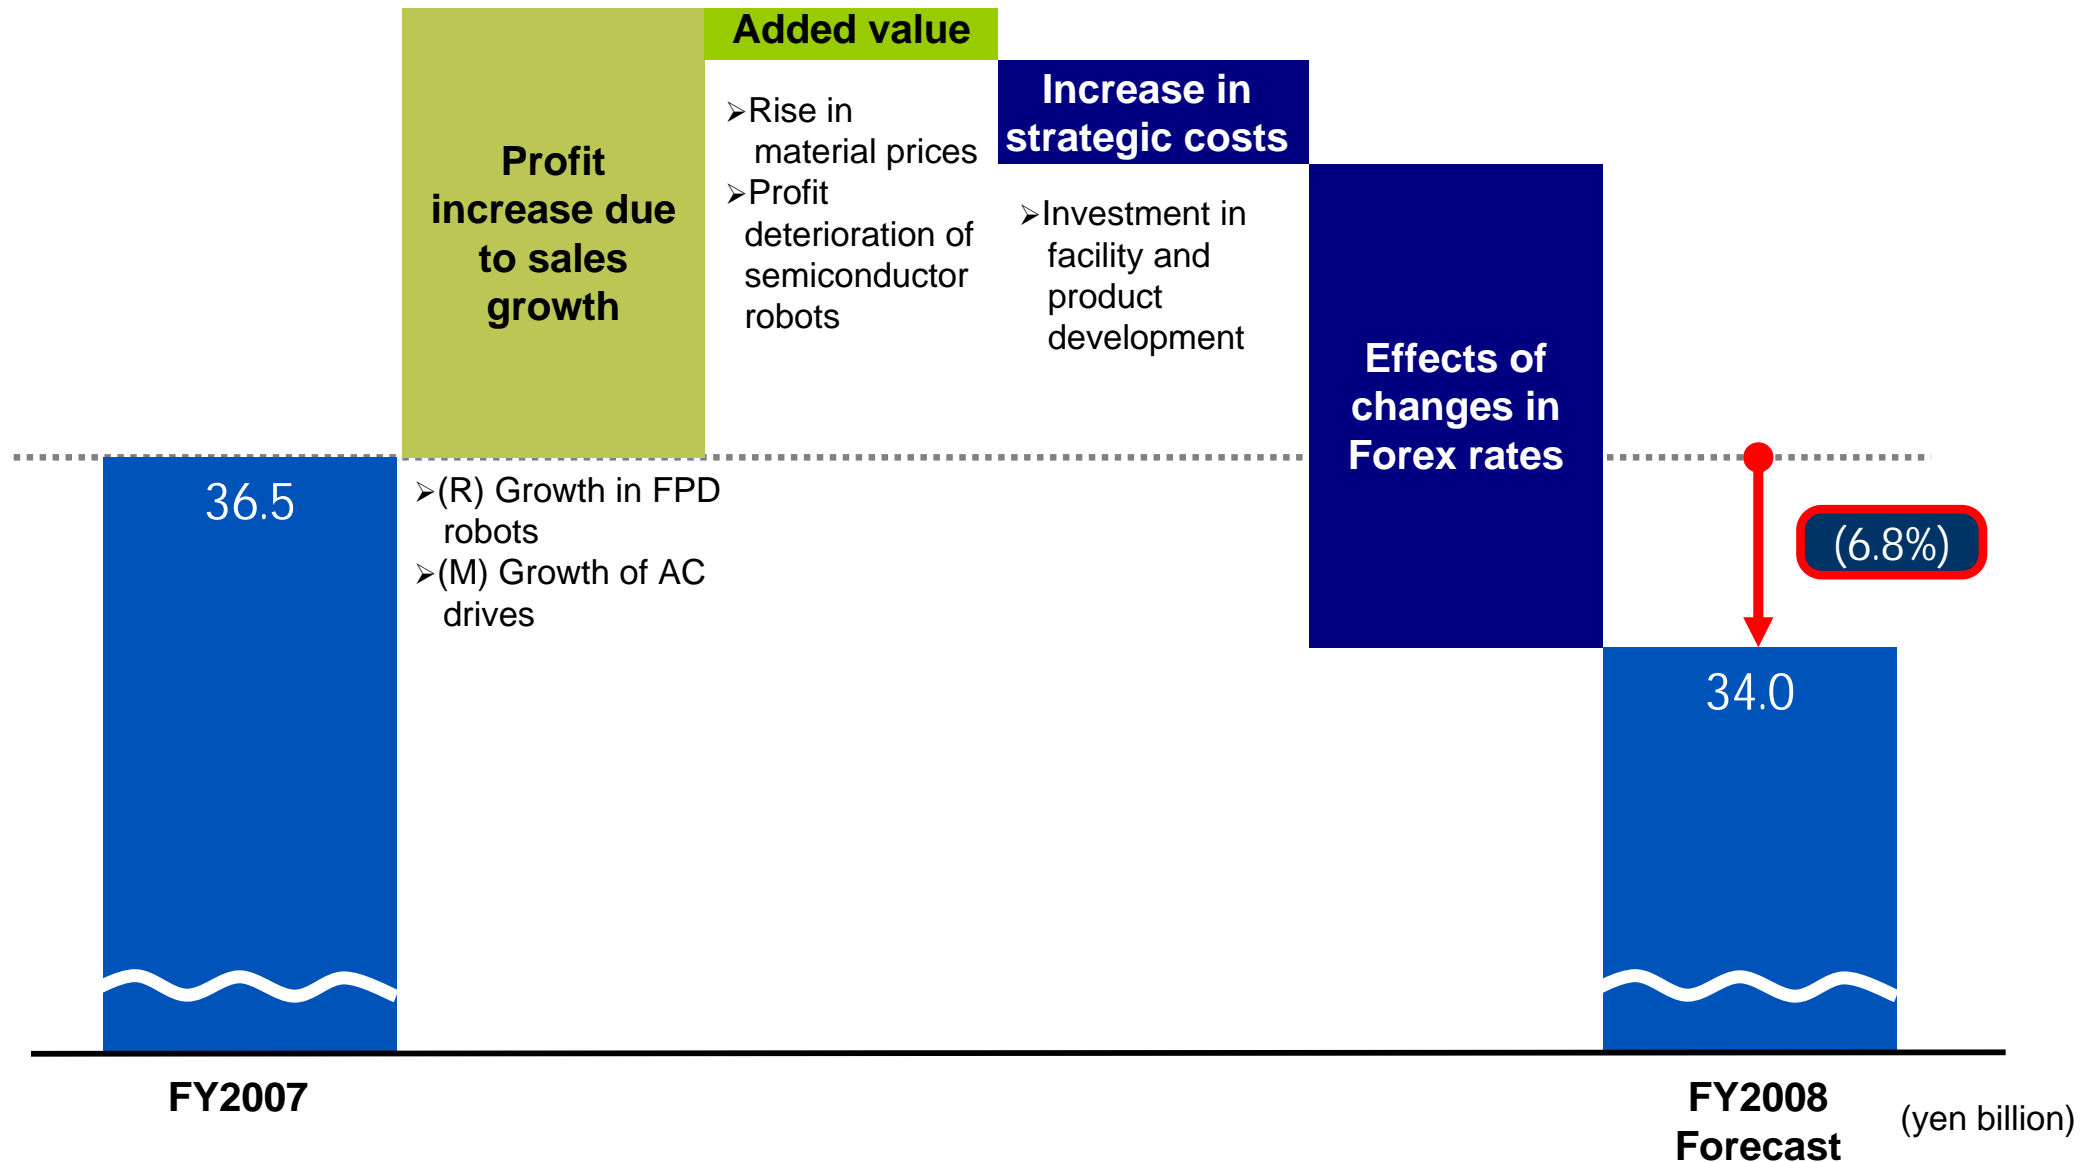 Added value
Increase in
strategic costs
➢Rise in
material prices
➢Profit
deterioration of
semiconductor
robots
Profit
increase due
to sales
growth
➢Investment in
facility and
product
development
Effects of
changes in
Forex rates
36.5
➢(R) Growth in FPD
robots
➢(M) Growth of AC
drives
(6.8%)
34.0
FY2007
FY2008
Forecast
(yen billion)